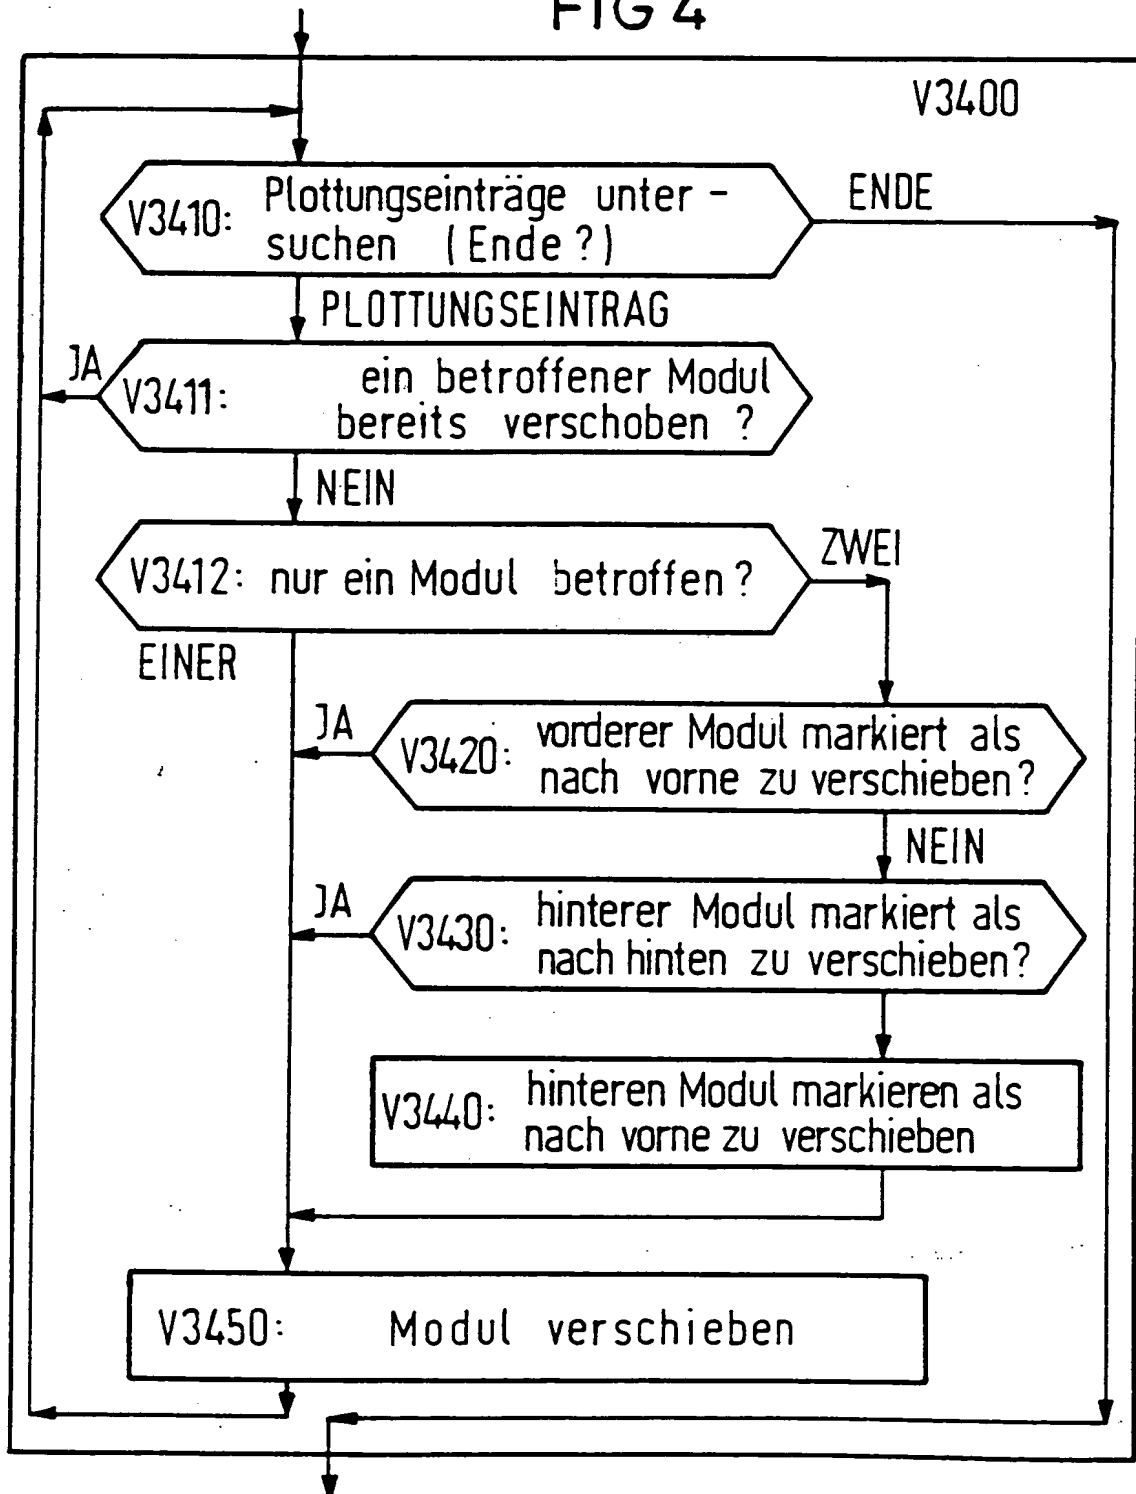 FIG 4
V3400
V3410: Plottungseinträge unter-
suchen (Ende?)
ENDE
PLOTTUNGSEINTRAG
JA
V3411: ein betroffener Modul
bereits verschoben ?
NEIN
V3412: nur ein Modul betroffen?
ZWEI
EINER
JA
V3420: vorderer Modul markiert als
nach vorne zu verschieben?
NEIN
JA
V3430: hinterer Modul markiert als
nach hinten zu verschieben?
V3440: hinteren Modul markieren als
nach vorne zu verschieben
V3450: Modul verschieben